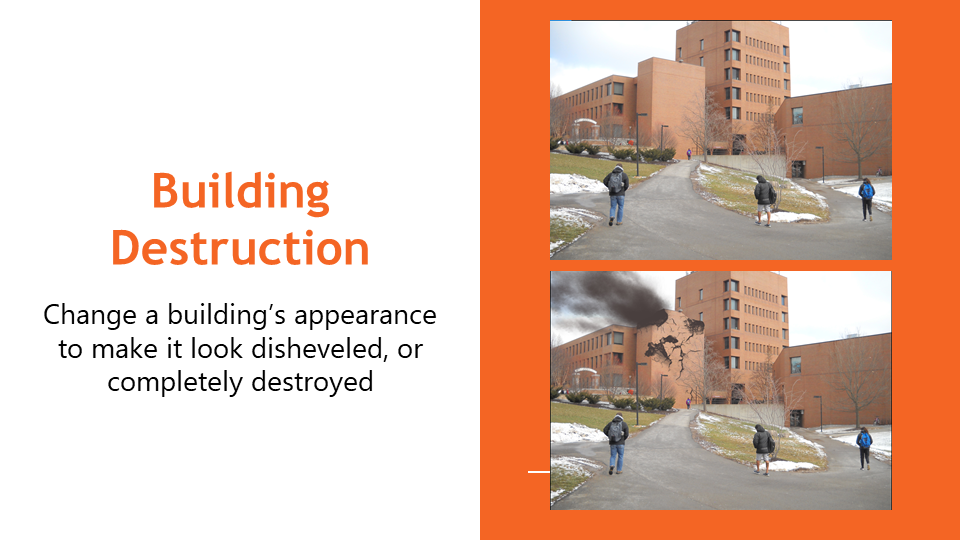 Building
Destruction
Change a building’s appearance
to make it look disheveled, or
completely destroyed